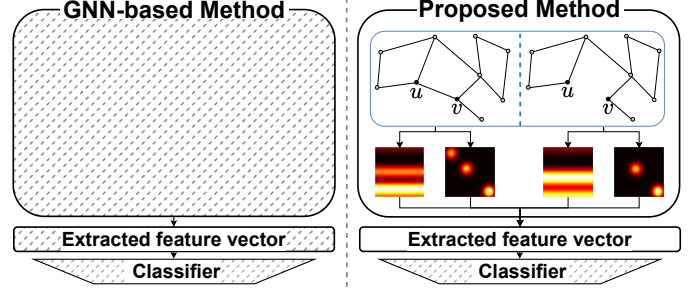 GNN-based Method
Extracted feature vector
Classifier
Proposed Method
u
v
u
v
Extracted feature vector
Classifier